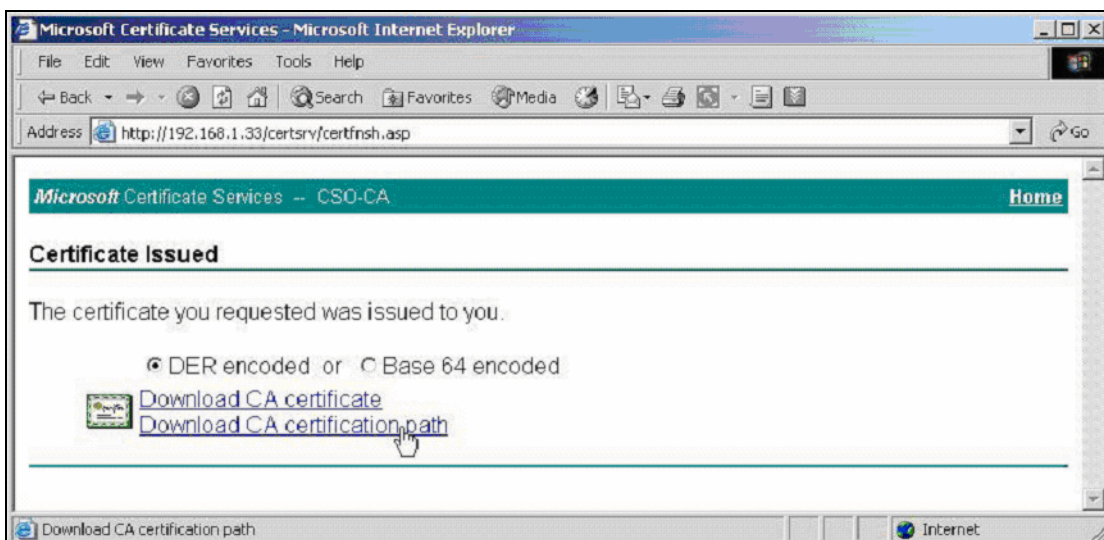 Microsoft Certificate Services - Microsoft Internet Explorer
File Edit View Favorites Tools Help
Back Search Favorites Media
Address http://192.168.1.33/certsrv/certfnsh.asp Go
Microsoft Certificate Services -- CSO-CA Home
Certificate Issued
The certificate you requested was issued to you.
DER encoded or Base 64 encoded
Download CA certificate
Download CA certification path
Download CA certification path Internet